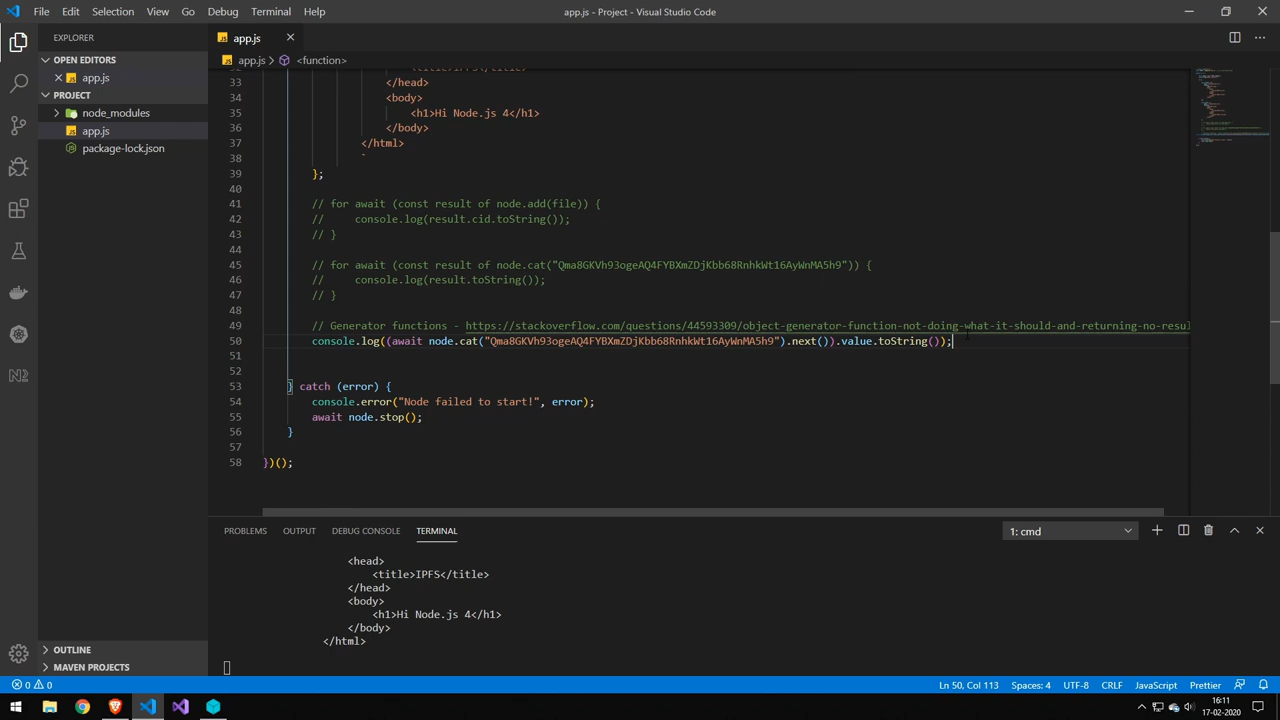 File Edit Selection View Go Debug Terminal Help
app.js - Project - Visual Studio Code
EXPLORER
OPEN EDITORS
app.js
PROJECT
node_modules
app.js
package-lock.json
OUTLINE
MAVEN PROJECTS
app.js
app.js > <function>
33 </head>
34 <body>
35 <h1>Hi Node.js 4</h1>
36 </body>
37 </html>
38 `
39 };
40
41 // for await (const result of node.add(file)) {
42 // console.log(result.cid.toString());
43 // }
44
45 // for await (const result of node.cat("Qma8GKVh93ogeAQ4FYBXmZDjKbb68RnhkWt16AyWnMA5h9")) {
46 // console.log(result.toString());
47 // }
48
49 // Generator functions - https://stackoverflow.com/questions/44593309/object-generator-function-not-doing-what-it-should-and-returning-no-resul
50 console.log((await node.cat("Qma8GKVh93ogeAQ4FYBXmZDjKbb68RnhkWt16AyWnMA5h9").next()).value.toString());
51
52
53 } catch (error) {
54 console.error("Node failed to start!", error);
55 await node.stop();
56 }
57
58 })();
PROBLEMS OUTPUT DEBUG CONSOLE TERMINAL
1: cmd
<head>
<title>IPFS</title>
</head>
<body>
<h1>Hi Node.js 4</h1>
</body>
</html>
0 0
Ln 50, Col 113 Spaces: 4 UTF-8 CRLF JavaScript Prettier
16:11
17-02-2020